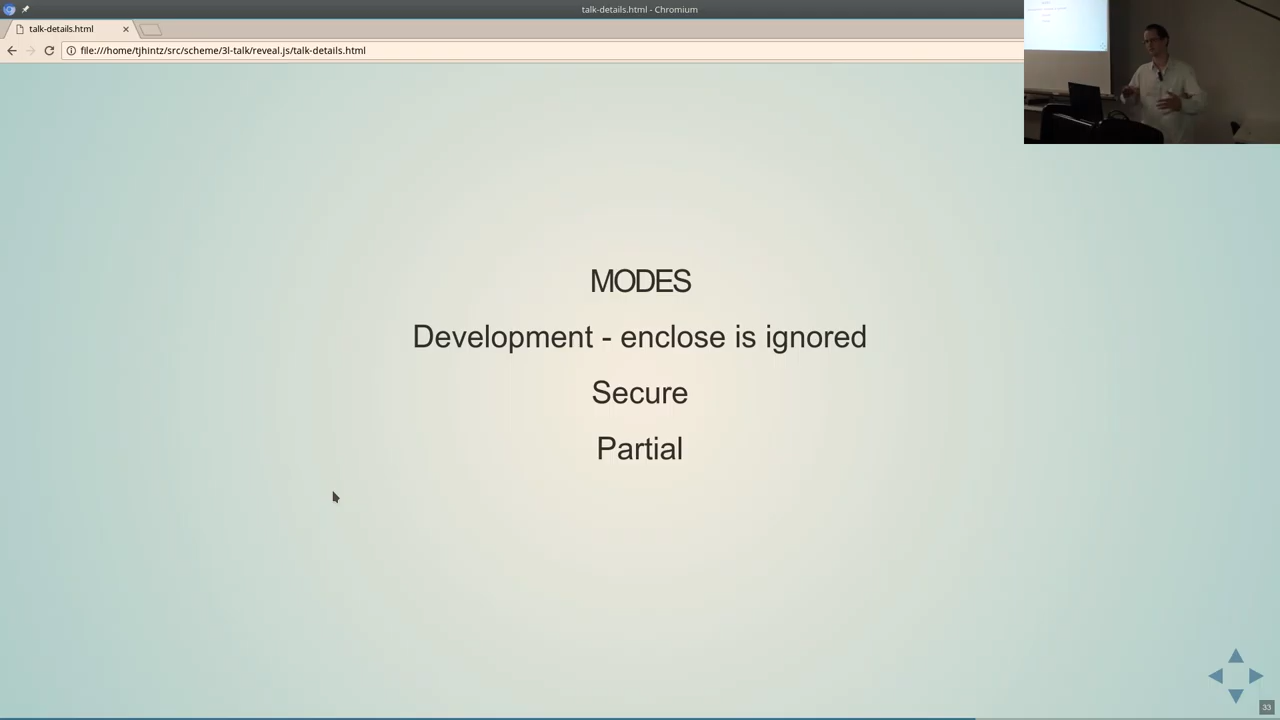 talk-details.html - Chromium
talk-details.html
file:///home/tjhintz/src/scheme/3l-talk/reveal.js/talk-details.html
MODES
Development - enclose is ignored
Secure
Partial
33